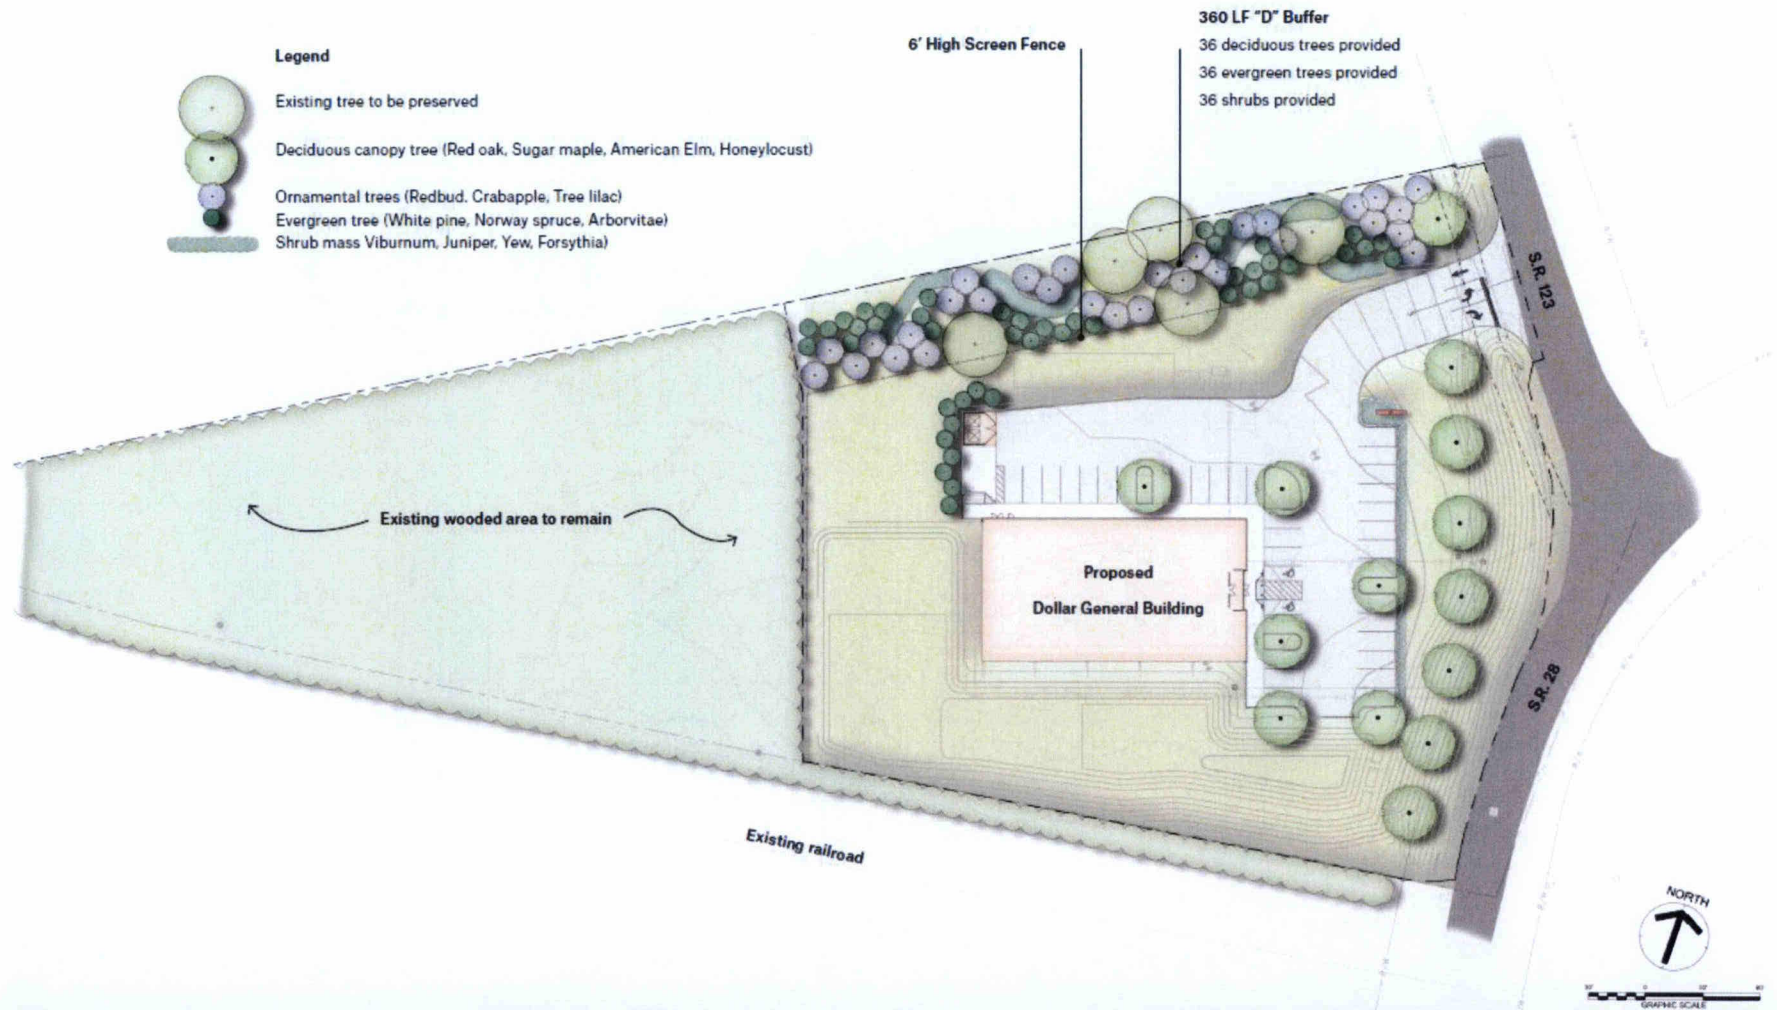 Legend
Existing tree to be preserved
Deciduous canopy tree (Red oak, Sugar maple, American Elm, Honeylocust)
Ornamental trees (Redbud. Crabapple, Tree lilac)
Evergreen tree (White pine, Norway spruce, Arborvitae)
Shrub mass Viburnum, Juniper, Yew, Forsythia)
6' High Screen Fence
360 LF "D" Buffer
36 deciduous trees provided
36 evergreen trees provided
36 shrubs provided
S.R. 123
Existing wooded area to remain
Proposed
Dollar General Building
S.R. 28
Existing railroad
NORTH
GRAPHIC SCALE